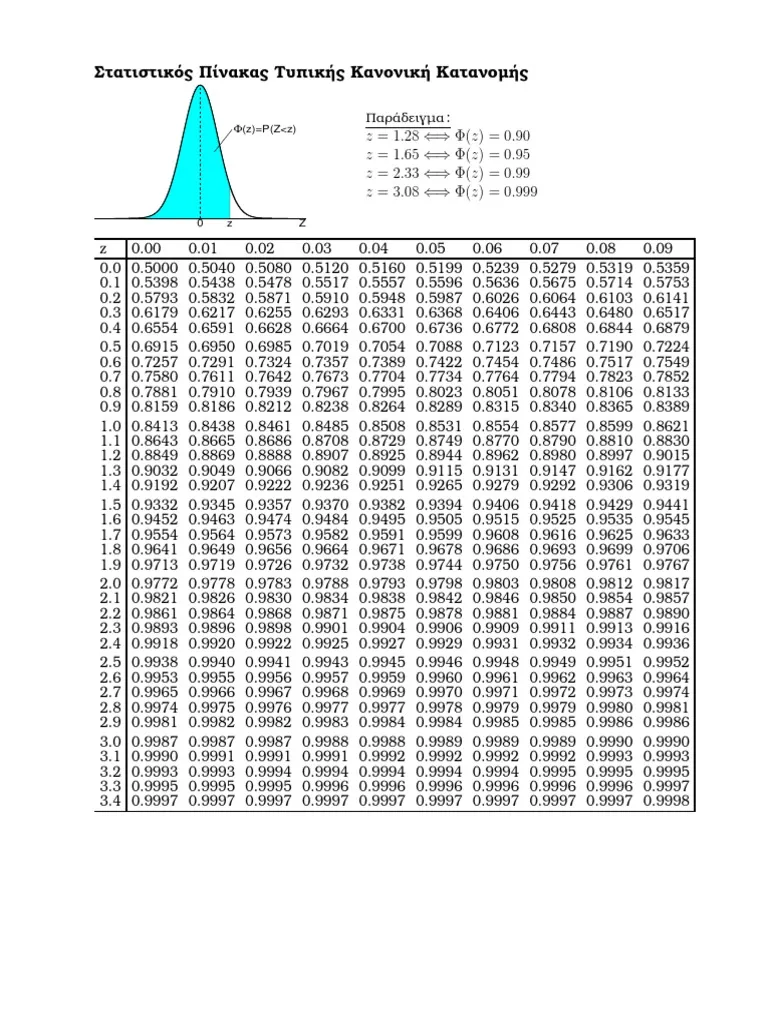 Στατιστικός Πίνακας Τυπικής Κανονική Κατανομής
Φ(z)=P(Z<z)
0 z Z
Παράδειγμα:
z = 1.28 ⟺ Φ(z) = 0.90
z = 1.65 ⟺ Φ(z) = 0.95
z = 2.33 ⟺ Φ(z) = 0.99
z = 3.08 ⟺ Φ(z) = 0.999
z 0.00 0.01 0.02 0.03 0.04 0.05 0.06 0.07 0.08 0.09
0.0 0.5000 0.5040 0.5080 0.5120 0.5160 0.5199 0.5239 0.5279 0.5319 0.5359
0.1 0.5398 0.5438 0.5478 0.5517 0.5557 0.5596 0.5636 0.5675 0.5714 0.5753
0.2 0.5793 0.5832 0.5871 0.5910 0.5948 0.5987 0.6026 0.6064 0.6103 0.6141
0.3 0.6179 0.6217 0.6255 0.6293 0.6331 0.6368 0.6406 0.6443 0.6480 0.6517
0.4 0.6554 0.6591 0.6628 0.6664 0.6700 0.6736 0.6772 0.6808 0.6844 0.6879
0.5 0.6915 0.6950 0.6985 0.7019 0.7054 0.7088 0.7123 0.7157 0.7190 0.7224
0.6 0.7257 0.7291 0.7324 0.7357 0.7389 0.7422 0.7454 0.7486 0.7517 0.7549
0.7 0.7580 0.7611 0.7642 0.7673 0.7704 0.7734 0.7764 0.7794 0.7823 0.7852
0.8 0.7881 0.7910 0.7939 0.7967 0.7995 0.8023 0.8051 0.8078 0.8106 0.8133
0.9 0.8159 0.8186 0.8212 0.8238 0.8264 0.8289 0.8315 0.8340 0.8365 0.8389
1.0 0.8413 0.8438 0.8461 0.8485 0.8508 0.8531 0.8554 0.8577 0.8599 0.8621
1.1 0.8643 0.8665 0.8686 0.8708 0.8729 0.8749 0.8770 0.8790 0.8810 0.8830
1.2 0.8849 0.8869 0.8888 0.8907 0.8925 0.8944 0.8962 0.8980 0.8997 0.9015
1.3 0.9032 0.9049 0.9066 0.9082 0.9099 0.9115 0.9131 0.9147 0.9162 0.9177
1.4 0.9192 0.9207 0.9222 0.9236 0.9251 0.9265 0.9279 0.9292 0.9306 0.9319
1.5 0.9332 0.9345 0.9357 0.9370 0.9382 0.9394 0.9406 0.9418 0.9429 0.9441
1.6 0.9452 0.9463 0.9474 0.9484 0.9495 0.9505 0.9515 0.9525 0.9535 0.9545
1.7 0.9554 0.9564 0.9573 0.9582 0.9591 0.9599 0.9608 0.9616 0.9625 0.9633
1.8 0.9641 0.9649 0.9656 0.9664 0.9671 0.9678 0.9686 0.9693 0.9699 0.9706
1.9 0.9713 0.9719 0.9726 0.9732 0.9738 0.9744 0.9750 0.9756 0.9761 0.9767
2.0 0.9772 0.9778 0.9783 0.9788 0.9793 0.9798 0.9803 0.9808 0.9812 0.9817
2.1 0.9821 0.9826 0.9830 0.9834 0.9838 0.9842 0.9846 0.9850 0.9854 0.9857
2.2 0.9861 0.9864 0.9868 0.9871 0.9875 0.9878 0.9881 0.9884 0.9887 0.9890
2.3 0.9893 0.9896 0.9898 0.9901 0.9904 0.9906 0.9909 0.9911 0.9913 0.9916
2.4 0.9918 0.9920 0.9922 0.9925 0.9927 0.9929 0.9931 0.9932 0.9934 0.9936
2.5 0.9938 0.9940 0.9941 0.9943 0.9945 0.9946 0.9948 0.9949 0.9951 0.9952
2.6 0.9953 0.9955 0.9956 0.9957 0.9959 0.9960 0.9961 0.9962 0.9963 0.9964
2.7 0.9965 0.9966 0.9967 0.9968 0.9969 0.9970 0.9971 0.9972 0.9973 0.9974
2.8 0.9974 0.9975 0.9976 0.9977 0.9977 0.9978 0.9979 0.9979 0.9980 0.9981
2.9 0.9981 0.9982 0.9982 0.9983 0.9984 0.9984 0.9985 0.9985 0.9986 0.9986
3.0 0.9987 0.9987 0.9987 0.9988 0.9988 0.9989 0.9989 0.9989 0.9990 0.9990
3.1 0.9990 0.9991 0.9991 0.9991 0.9992 0.9992 0.9992 0.9992 0.9993 0.9993
3.2 0.9993 0.9993 0.9994 0.9994 0.9994 0.9994 0.9994 0.9995 0.9995 0.9995
3.3 0.9995 0.9995 0.9995 0.9996 0.9996 0.9996 0.9996 0.9996 0.9996 0.9997
3.4 0.9997 0.9997 0.9997 0.9997 0.9997 0.9997 0.9997 0.9997 0.9997 0.9998